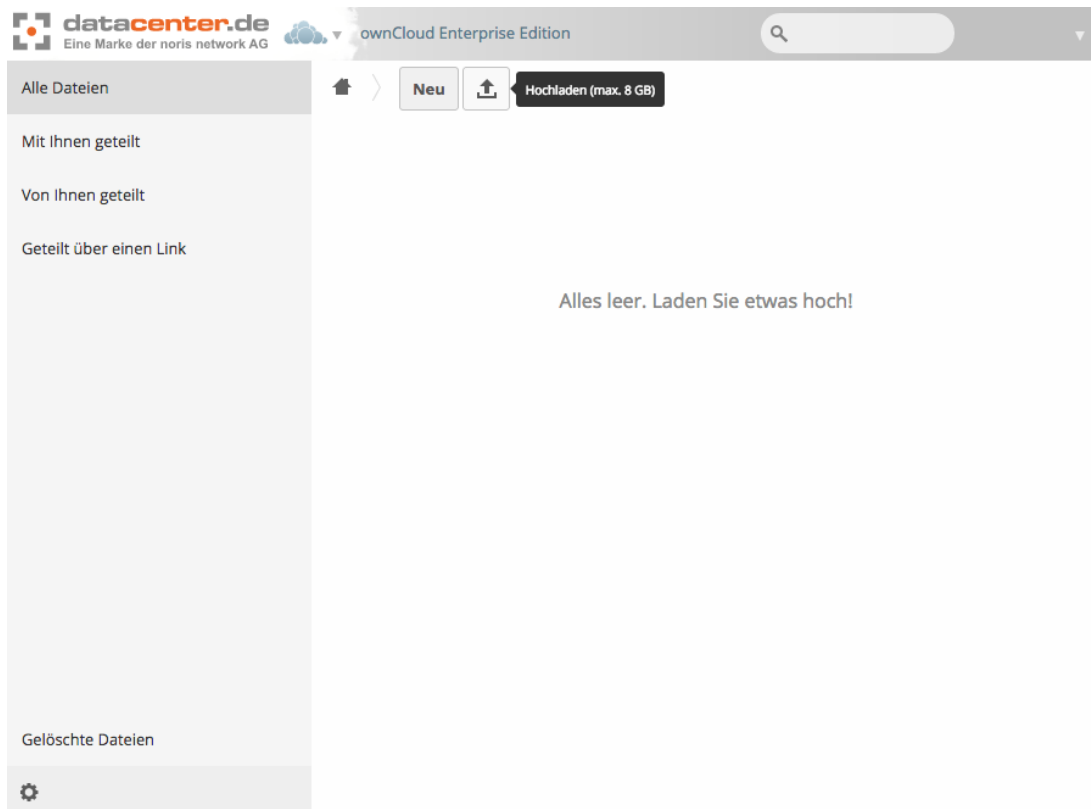 datacenter.de
Eine Marke der noris network AG
ownCloud Enterprise Edition
Alle Dateien
Neu
Hochladen (max. 8 GB)
Mit Ihnen geteilt
Von Ihnen geteilt
Geteilt über einen Link
Alles leer. Laden Sie etwas hoch!
Gelöschte Dateien